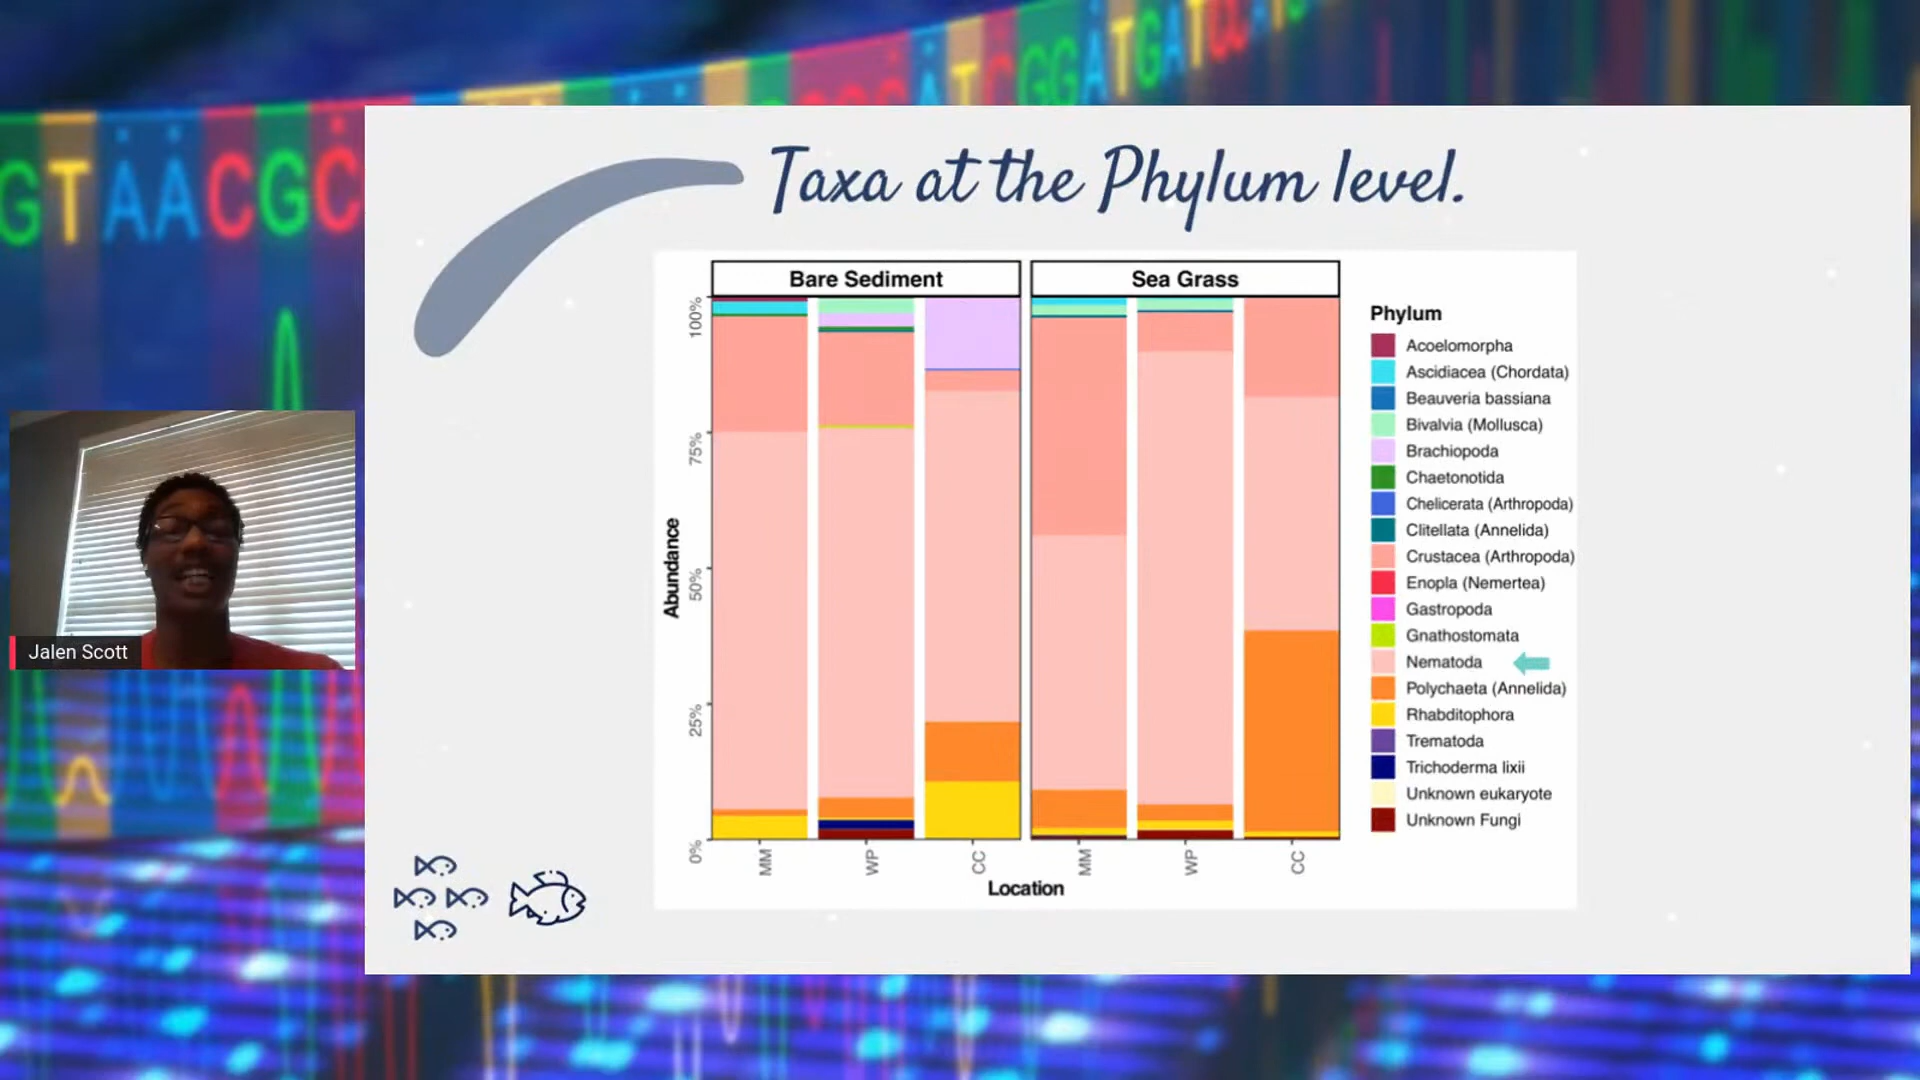 GTAACGC
ATCGGATGAT
Taxa at the Phylum level.
Bare Sediment
Sea Grass
100%
75%
50%
25%
0%
Abundance
MM
WP
CC
MM
WP
CC
Location
Phylum
Acoelomorpha
Ascidiacea (Chordata)
Beauveria bassiana
Bivalvia (Mollusca)
Brachiopoda
Chaetonotida
Chelicerata (Arthropoda)
Clitellata (Annelida)
Crustacea (Arthropoda)
Enopla (Nemertea)
Gastropoda
Gnathostomata
Nematoda
Polychaeta (Annelida)
Rhabditophora
Trematoda
Trichoderma lixii
Unknown eukaryote
Unknown Fungi
Jalen Scott